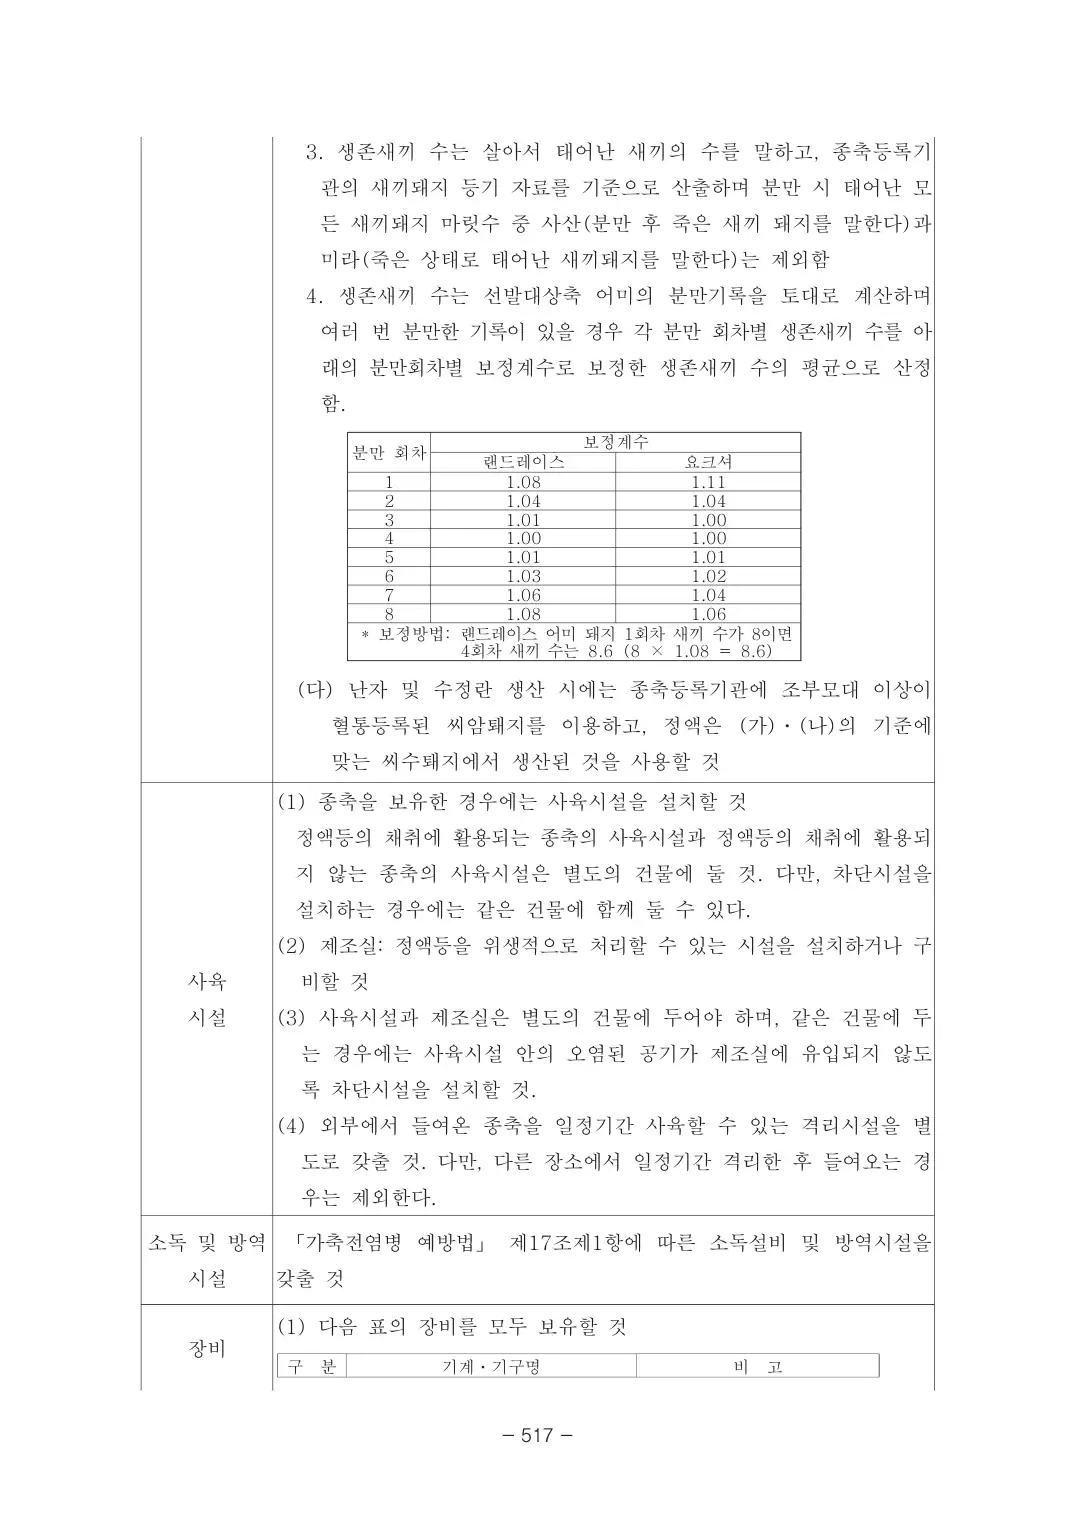 3. 생존새끼 수는 살아서 태어난 새끼의 수를 말하고, 종축등록기
관의 새끼돼지 등기 자료를 기준으로 산출하며 분만 시 태어난 모
든 새끼돼지 마릿수 중 사산(분만 후 죽은 새끼 돼지를 말한다)과
미라(죽은 상태로 태어난 새끼돼지를 말한다)는 제외함
4. 생존새끼 수는 선발대상축 어미의 분만기록을 토대로 계산하며
여러 번 분만한 기록이 있을 경우 각 분만 회차별 생존새끼 수를 아
래의 분만회차별 보정계수로 보정한 생존새끼 수의 평균으로 산정
함.
분만 회차 보정계수
랜드레이스 요크셔
1 1.08 1.11
2 1.04 1.04
3 1.01 1.00
4 1.00 1.00
5 1.01 1.01
6 1.03 1.02
7 1.06 1.04
8 1.08 1.06
* 보정방법: 랜드레이스 어미 돼지 1회차 새끼 수가 8이면
4회차 새끼 수는 8.6 (8 × 1.08 = 8.6)
(다) 난자 및 수정란 생산 시에는 종축등록기관에 조부모대 이상이
혈통등록된 씨암퇘지를 이용하고, 정액은 (가)·(나)의 기준에
맞는 씨수퇘지에서 생산된 것을 사용할 것
(1) 종축을 보유한 경우에는 사육시설을 설치할 것
정액등의 채취에 활용되는 종축의 사육시설과 정액등의 채취에 활용되
지 않는 종축의 사육시설은 별도의 건물에 둘 것. 다만, 차단시설을
설치하는 경우에는 같은 건물에 함께 둘 수 있다.
(2) 제조실: 정액등을 위생적으로 처리할 수 있는 시설을 설치하거나 구
사육 비할 것
시설 (3) 사육시설과 제조실은 별도의 건물에 두어야 하며, 같은 건물에 두
는 경우에는 사육시설 안의 오염된 공기가 제조실에 유입되지 않도
록 차단시설을 설치할 것.
(4) 외부에서 들여온 종축을 일정기간 사육할 수 있는 격리시설을 별
도로 갖출 것. 다만, 다른 장소에서 일정기간 격리한 후 들여오는 경
우는 제외한다.
소독 및 방역 「가축전염병 예방법」 제17조제1항에 따른 소독설비 및 방역시설을
시설 갖출 것
(1) 다음 표의 장비를 모두 보유할 것
장비
구 분 기계·기구명 비 고
- 517 -